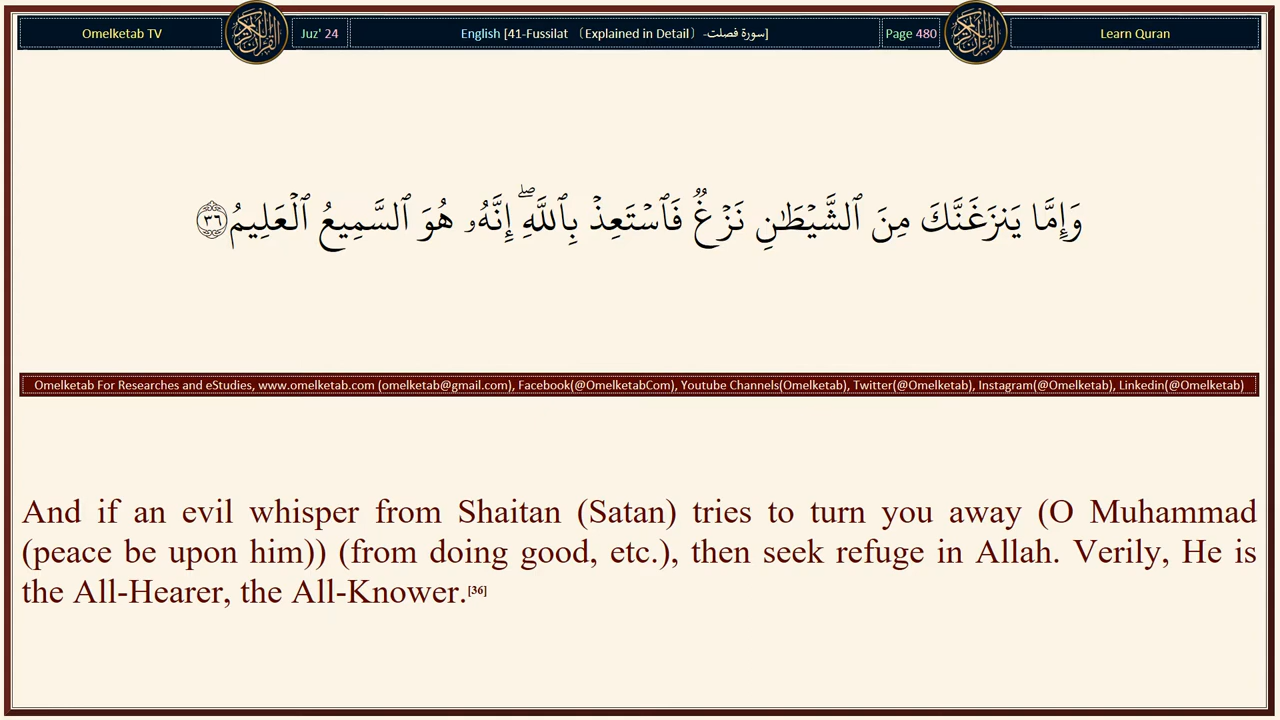 Omelketab TV
Juz' 24
English [41-Fussilat （Explained in Detail） -سورة فصلت]
Page 480
Learn Quran
وَإِمَّا يَنزَغَنَّكَ مِنَ ٱلشَّيْطَـٰنِ نَزْغٌ فَٱسْتَعِذْ بِٱللَّهِ ۖ إِنَّهُۥ هُوَ ٱلسَّمِيعُ ٱلْعَلِيمُ ٣٦
Omelketab For Researches and eStudies, www.omelketab.com (omelketab@gmail.com), Facebook(@OmelketabCom), Youtube Channels(Omelketab), Twitter(@Omelketab), Instagram(@Omelketab), Linkedin(@Omelketab)
And if an evil whisper from Shaitan (Satan) tries to turn you away (O Muhammad
(peace be upon him)) (from doing good, etc.), then seek refuge in Allah. Verily, He is
the All-Hearer, the All-Knower.[36]